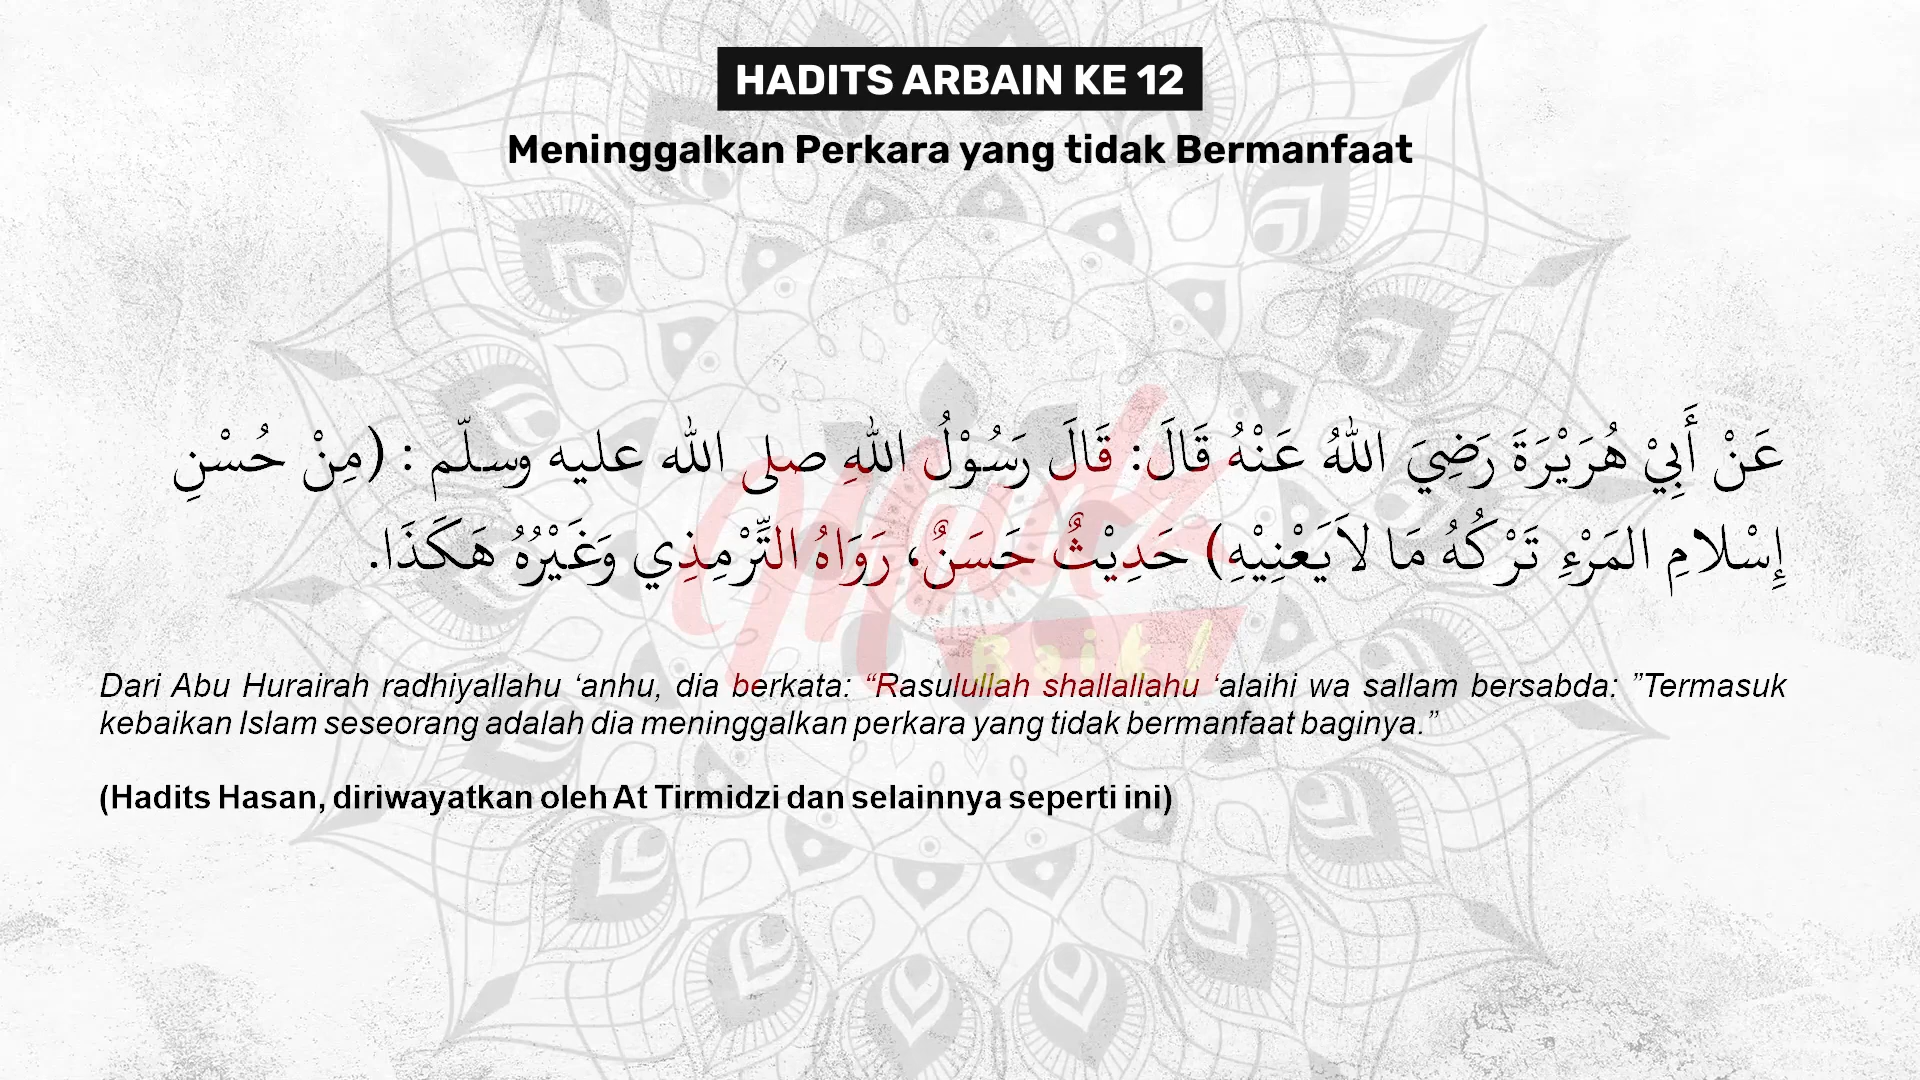 HADITS ARBAIN KE 12
Meninggalkan Perkara yang tidak Bermanfaat
عَنْ أَبِيْ هُرَيْرَةَ رَضِيَ اللهُ عَنْهُ قَالَ: قَالَ رَسُوْلُ اللهِ صلى الله عليه وسلّم : (مِنْ حُسْنِ
إِسْلامِ المَرْءِ تَرْكُهُ مَا لاَيَعْنِيْهِ) حَدِيْثٌ حَسَنٌ، رَوَاهُ التِّرْمِذِي وَغَيْرُهُ هَكَذَا.
Dari Abu Hurairah radhiyallahu ‘anhu, dia berkata: “Rasulullah shallallahu ‘alaihi wa sallam bersabda: ”Termasuk
kebaikan Islam seseorang adalah dia meninggalkan perkara yang tidak bermanfaat baginya.”
(Hadits Hasan, diriwayatkan oleh At Tirmidzi dan selainnya seperti ini)
Baik !